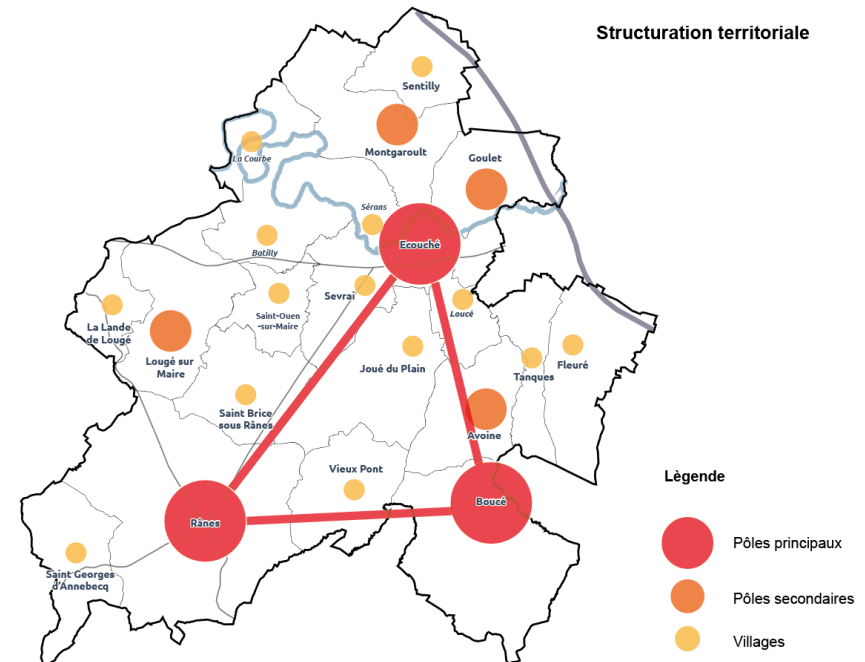 Structuration territoriale
Sentilly
Montgaroult
Goulet
La Courbe
Sérans
Ecouché
Batilly
Sevrai
Saint-Ouen
-sur-Maire
Loucé
La Lande
de Lougé
Lougé sur
Maire
Joué du Plain
Tanques
Fleuré
Saint Brice
sous Rânes
Avoine
Vieux Pont
Boucé
Rânes
Saint Georges
d'Annebecq
Lègende
Pôles principaux
Pôles secondaires
Villages